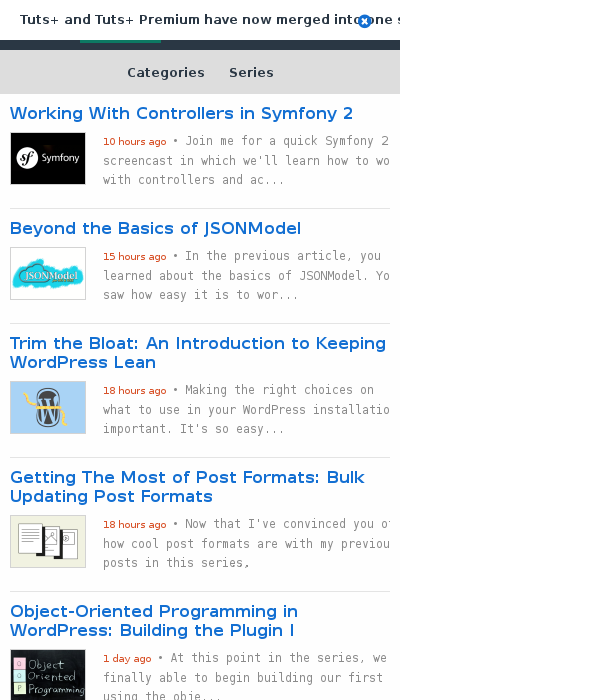 Tuts+ and Tuts+ Premium have now merged into one s
Categories Series
Working With Controllers in Symfony 2
Symfony
10 hours ago • Join me for a quick Symfony 2
screencast in which we'll learn how to wo
with controllers and ac...
Beyond the Basics of JSONModel
JSONModel
15 hours ago • In the previous article, you
learned about the basics of JSONModel. Yo
saw how easy it is to wor...
Trim the Bloat: An Introduction to Keeping
WordPress Lean
18 hours ago • Making the right choices on
what to use in your WordPress installatio
important. It's so easy...
Getting The Most of Post Formats: Bulk
Updating Post Formats
18 hours ago • Now that I've convinced you of
how cool post formats are with my previou
posts in this series,
Object-Oriented Programming in
WordPress: Building the Plugin I
O Object
O Oriented
P Programming
1 day ago • At this point in the series, we
finally able to begin building our first
using the obje...